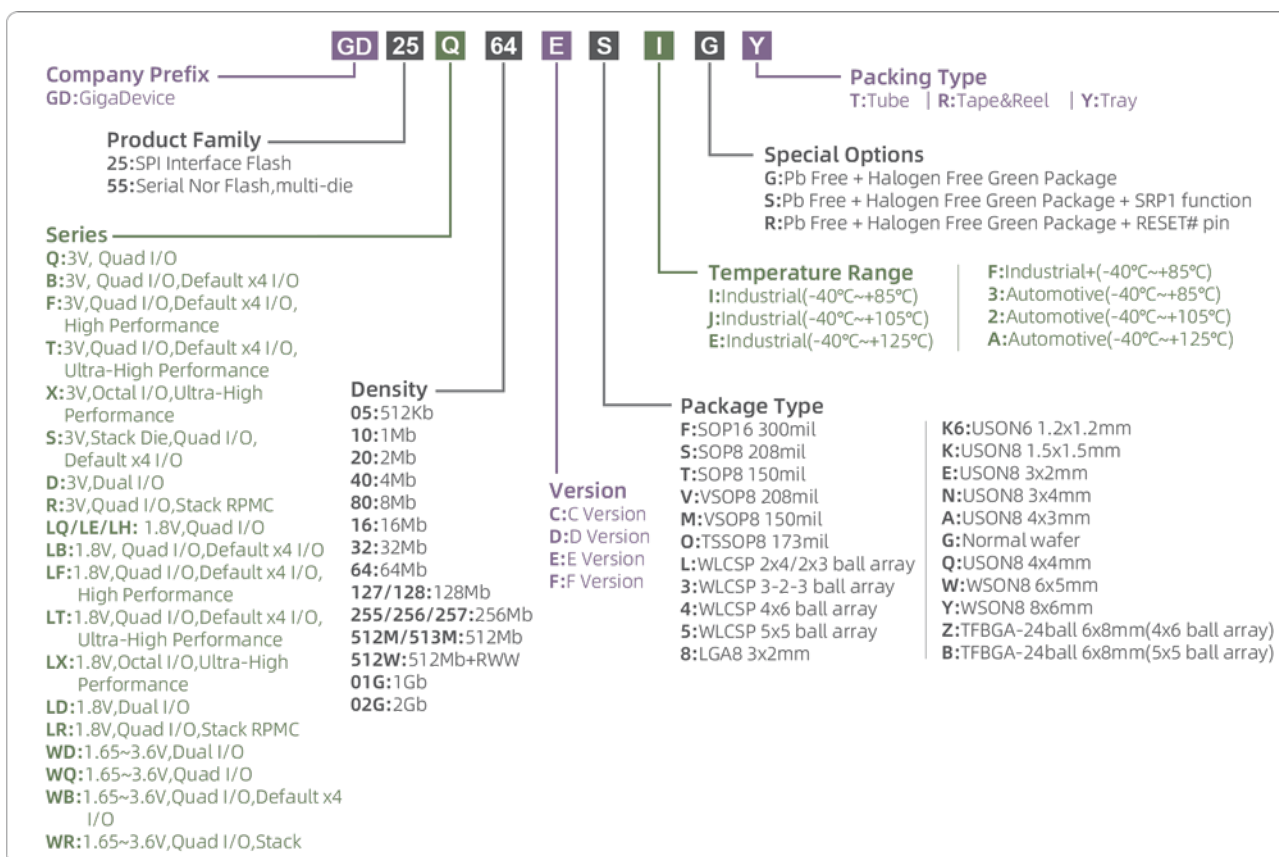 GD 25 Q 64 E S I G Y
Company Prefix
GD:GigaDevice
Packing Type
T:Tube | R:Tape&Reel | Y:Tray
Product Family
25:SPI Interface Flash
55:Serial Nor Flash,multi-die
Special Options
G:Pb Free + Halogen Free Green Package
S:Pb Free + Halogen Free Green Package + SRP1 function
R:Pb Free + Halogen Free Green Package + RESET# pin
Series
Q:3V, Quad I/O
B:3V, Quad I/O,Default x4 I/O
F:3V,Quad I/O,Default x4 I/O,
High Performance
T:3V,Quad I/O,Default x4 I/O,
Ultra-High Performance
X:3V,Octal I/O,Ultra-High
Performance
S:3V,Stack Die,Quad I/O,
Default x4 I/O
D:3V,Dual I/O
R:3V,Quad I/O,Stack RPMC
LQ/LE/LH: 1.8V,Quad I/O
LB:1.8V, Quad I/O,Default x4 I/O
LF:1.8V,Quad I/O,Default x4 I/O,
High Performance
LT:1.8V,Quad I/O,Default x4 I/O,
Ultra-High Performance
LX:1.8V,Octal I/O,Ultra-High
Performance
LD:1.8V,Dual I/O
LR:1.8V,Quad I/O,Stack RPMC
WD:1.65~3.6V,Dual I/O
WQ:1.65~3.6V,Quad I/O
WB:1.65~3.6V,Quad I/O,Default x4
I/O
WR:1.65~3.6V,Quad I/O,Stack
Temperature Range
I:Industrial(-40℃~+85℃)
J:Industrial(-40℃~+105℃)
E:Industrial(-40℃~+125℃)
F:Industrial+(-40℃~+85℃)
3:Automotive(-40℃~+85℃)
2:Automotive(-40℃~+105℃)
A:Automotive(-40℃~+125℃)
Density
05:512Kb
10:1Mb
20:2Mb
40:4Mb
80:8Mb
16:16Mb
32:32Mb
64:64Mb
127/128:128Mb
255/256/257:256Mb
512M/513M:512Mb
512W:512Mb+RWW
01G:1Gb
02G:2Gb
Version
C:C Version
D:D Version
E:E Version
F:F Version
Package Type
F:SOP16 300mil
S:SOP8 208mil
T:SOP8 150mil
V:VSOP8 208mil
M:VSOP8 150mil
O:TSSOP8 173mil
L:WLCSP 2x4/2x3 ball array
3:WLCSP 3-2-3 ball array
4:WLCSP 4x6 ball array
5:WLCSP 5x5 ball array
8:LGA8 3x2mm
K6:USON6 1.2x1.2mm
K:USON8 1.5x1.5mm
E:USON8 3x2mm
N:USON8 3x4mm
A:USON8 4x3mm
G:Normal wafer
Q:USON8 4x4mm
W:WSON8 6x5mm
Y:WSON8 8x6mm
Z:TFBGA-24ball 6x8mm(4x6 ball array)
B:TFBGA-24ball 6x8mm(5x5 ball array)